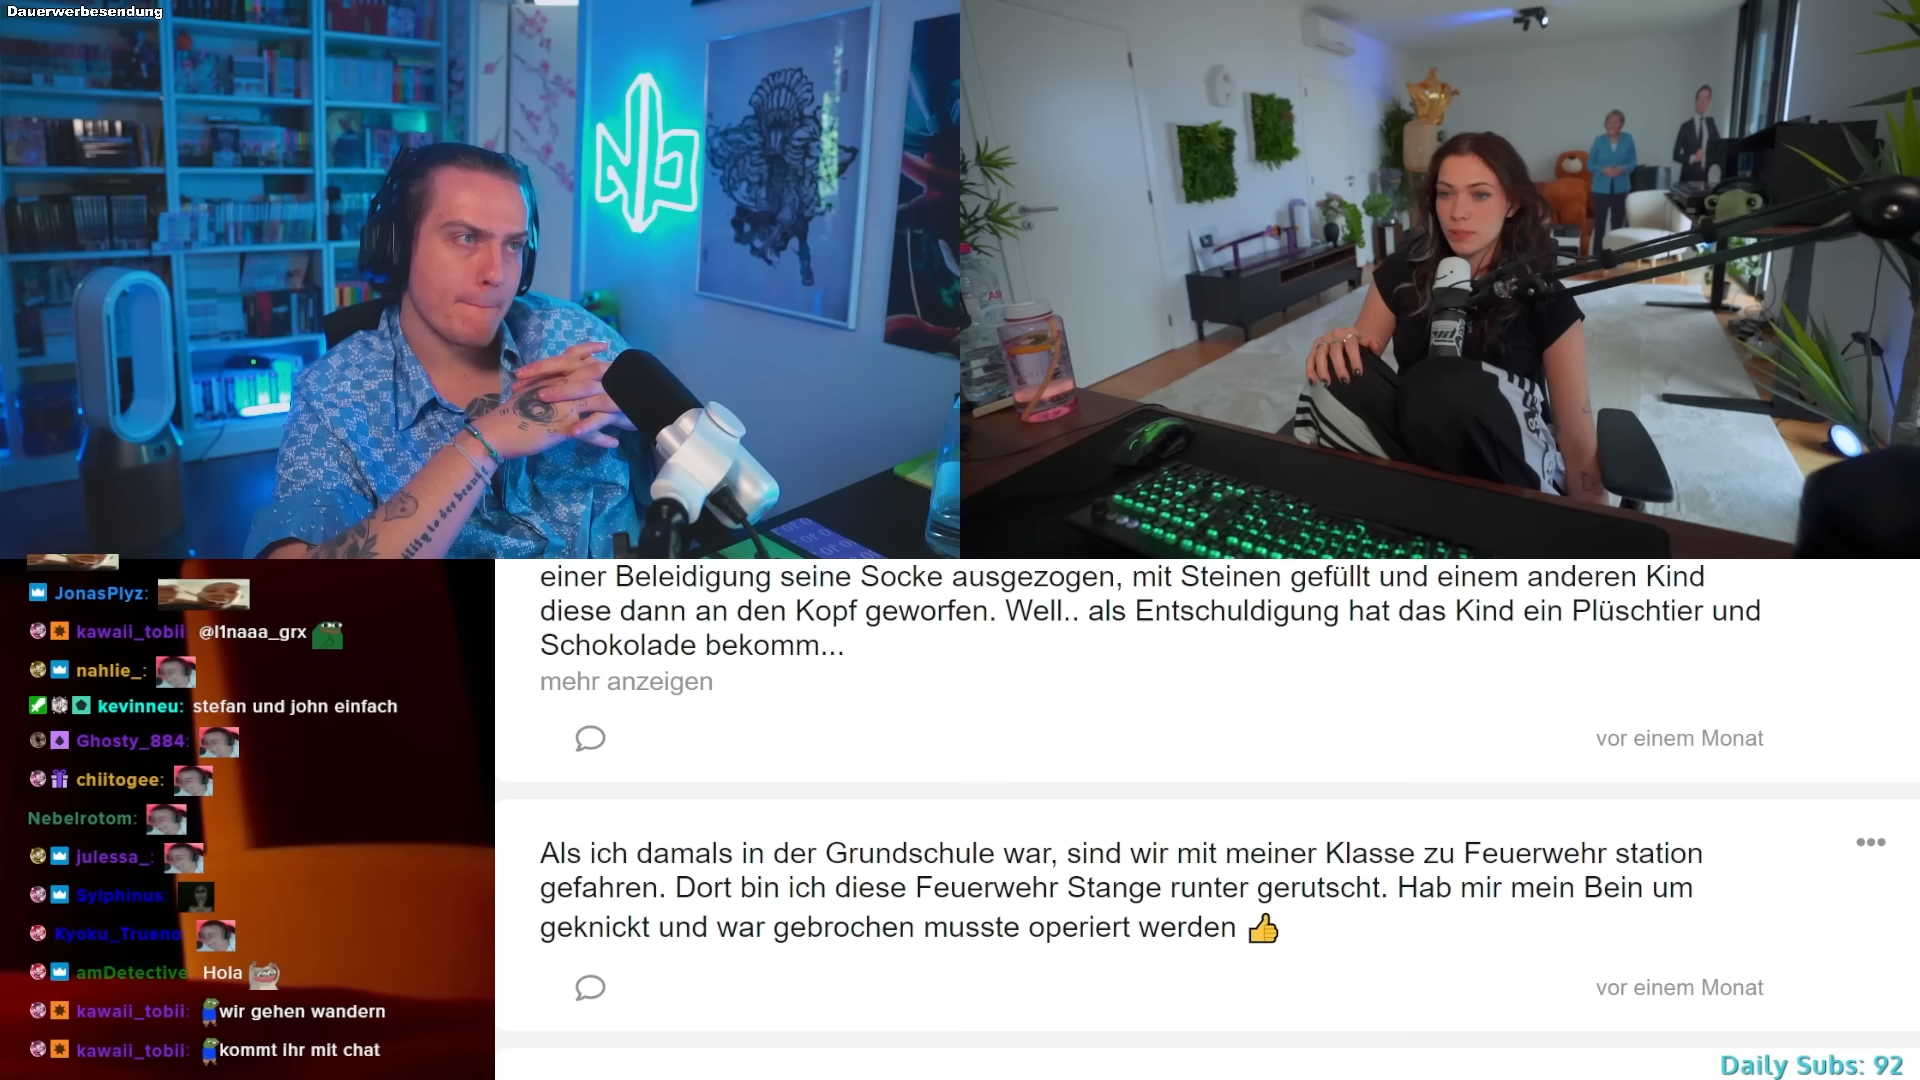 Dauerwerbesendung
einer Beleidigung seine Socke ausgezogen, mit Steinen gefüllt und einem anderen Kind
diese dann an den Kopf geworfen. Well.. als Entschuldigung hat das Kind ein Plüschtier und
Schokolade bekomm...
mehr anzeigen
vor einem Monat
Als ich damals in der Grundschule war, sind wir mit meiner Klasse zu Feuerwehr station
gefahren. Dort bin ich diese Feuerwehr Stange runter gerutscht. Hab mir mein Bein um
geknickt und war gebrochen musste operiert werden 👍
vor einem Monat
JonasPlyz:
kawaii_tobii: @l1naaa_grx
nahlie_:
kevinneu: stefan und john einfach
Ghosty_884:
chiitogee:
Nebelrotom:
julessa_:
Sylphinus:
Kyoku_Trueno
amDetective Hola
kawaii_tobii: wir gehen wandern
kawaii_tobii: kommt ihr mit chat
Daily Subs: 92